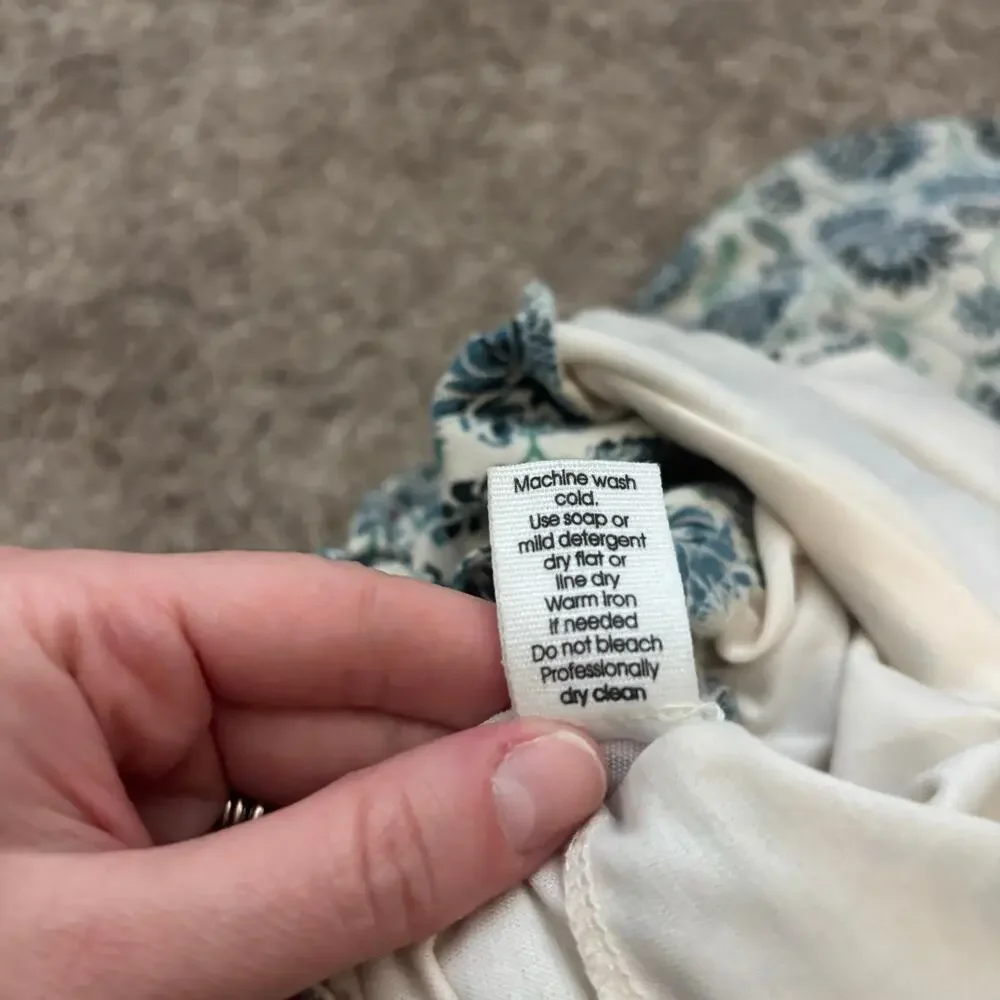 Machine wash
cold.
Use soap or
mild detergent
dry flat or
line dry
Warm Iron
If needed
Do not bleach
Professionally
dry clean